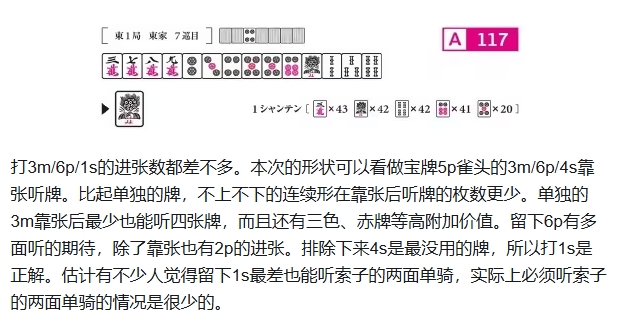 東1局 東家 7巡目
A 117
三 七 八 九
萬 萬 萬 萬
1シャンテン [ ×43 ×42 ×42 ×41 ×20 ]
打3m/6p/1s的进张数都差不多。本次的形状可以看做宝牌5p雀头的3m/6p/4s靠
张听牌。比起单独的牌，不上不下的连续形在靠张后听牌的枚数更少。单独的
3m靠张后最少也能听四张牌，而且还有三色、赤牌等高附加价值。留下6p有多
面听的期待，除了靠张也有2p的进张。排除下来4s是最没用的牌，所以打1s是
正解。估计有不少人觉得留下1s最差也能听索子的两面单骑，实际上必须听索子
的两面单骑的情况是很少的。